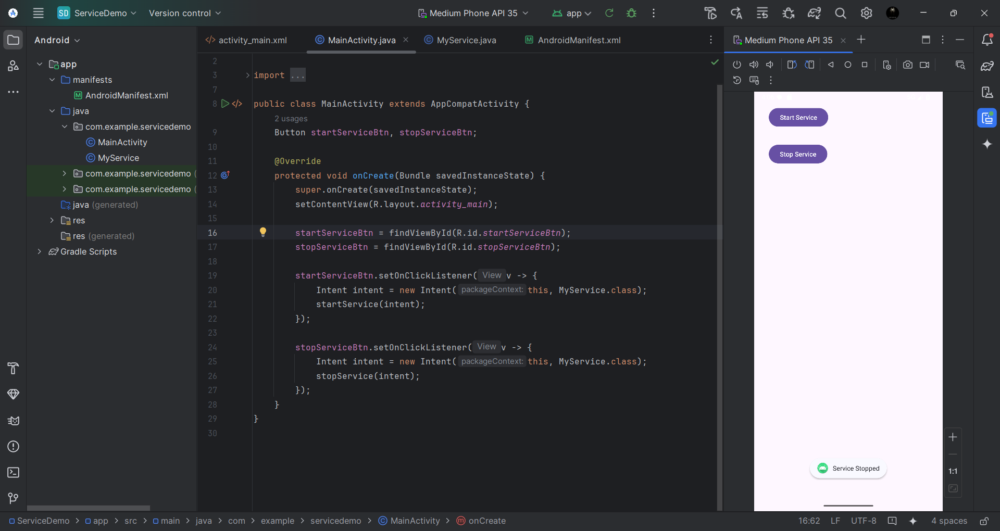 SD ServiceDemo Version control Medium Phone API 35 app
Android
app
manifests
AndroidManifest.xml
java
com.example.servicedemo
MainActivity
MyService
com.example.servicedemo (
com.example.servicedemo (
java (generated)
res
res (generated)
Gradle Scripts
activity_main.xml MainActivity.java MyService.java AndroidManifest.xml
2
3 import ...
7
8 public class MainActivity extends AppCompatActivity {
2 usages
9 Button startServiceBtn, stopServiceBtn;
10
11 @Override
12 protected void onCreate(Bundle savedInstanceState) {
13 super.onCreate(savedInstanceState);
14 setContentView(R.layout.activity_main);
15
16 startServiceBtn = findViewById(R.id.startServiceBtn);
17 stopServiceBtn = findViewById(R.id.stopServiceBtn);
18
19 startServiceBtn.setOnClickListener( View v -> {
20 Intent intent = new Intent( packageContext: this, MyService.class);
21 startService(intent);
22 });
23
24 stopServiceBtn.setOnClickListener( View v -> {
25 Intent intent = new Intent( packageContext: this, MyService.class);
26 stopService(intent);
27 });
28 }
29 }
30
Medium Phone API 35
Start Service
Stop Service
Service Stopped
1:1
ServiceDemo > app > src > main > java > com > example > servicedemo > MainActivity > onCreate
16:62 LF UTF-8 4 spaces